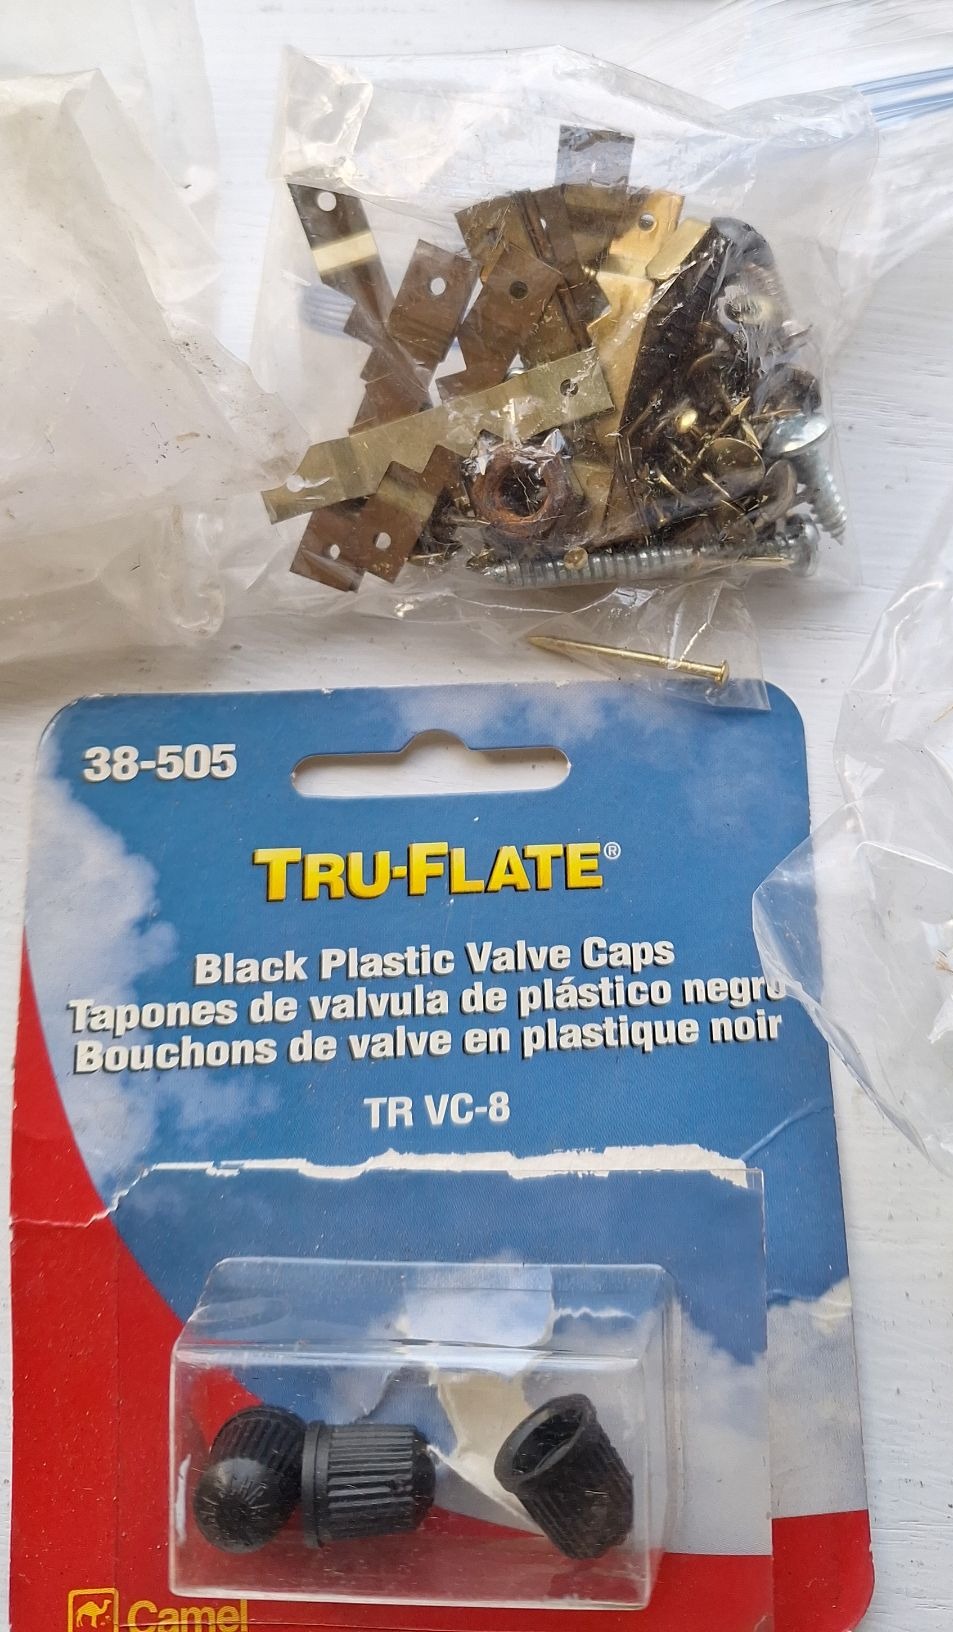 38-505
TRU-FLATE®
Black Plastic Valve Caps
Tapones de valvula de plástico negro
Bouchons de valve en plastique noir
TR VC-8
Camel